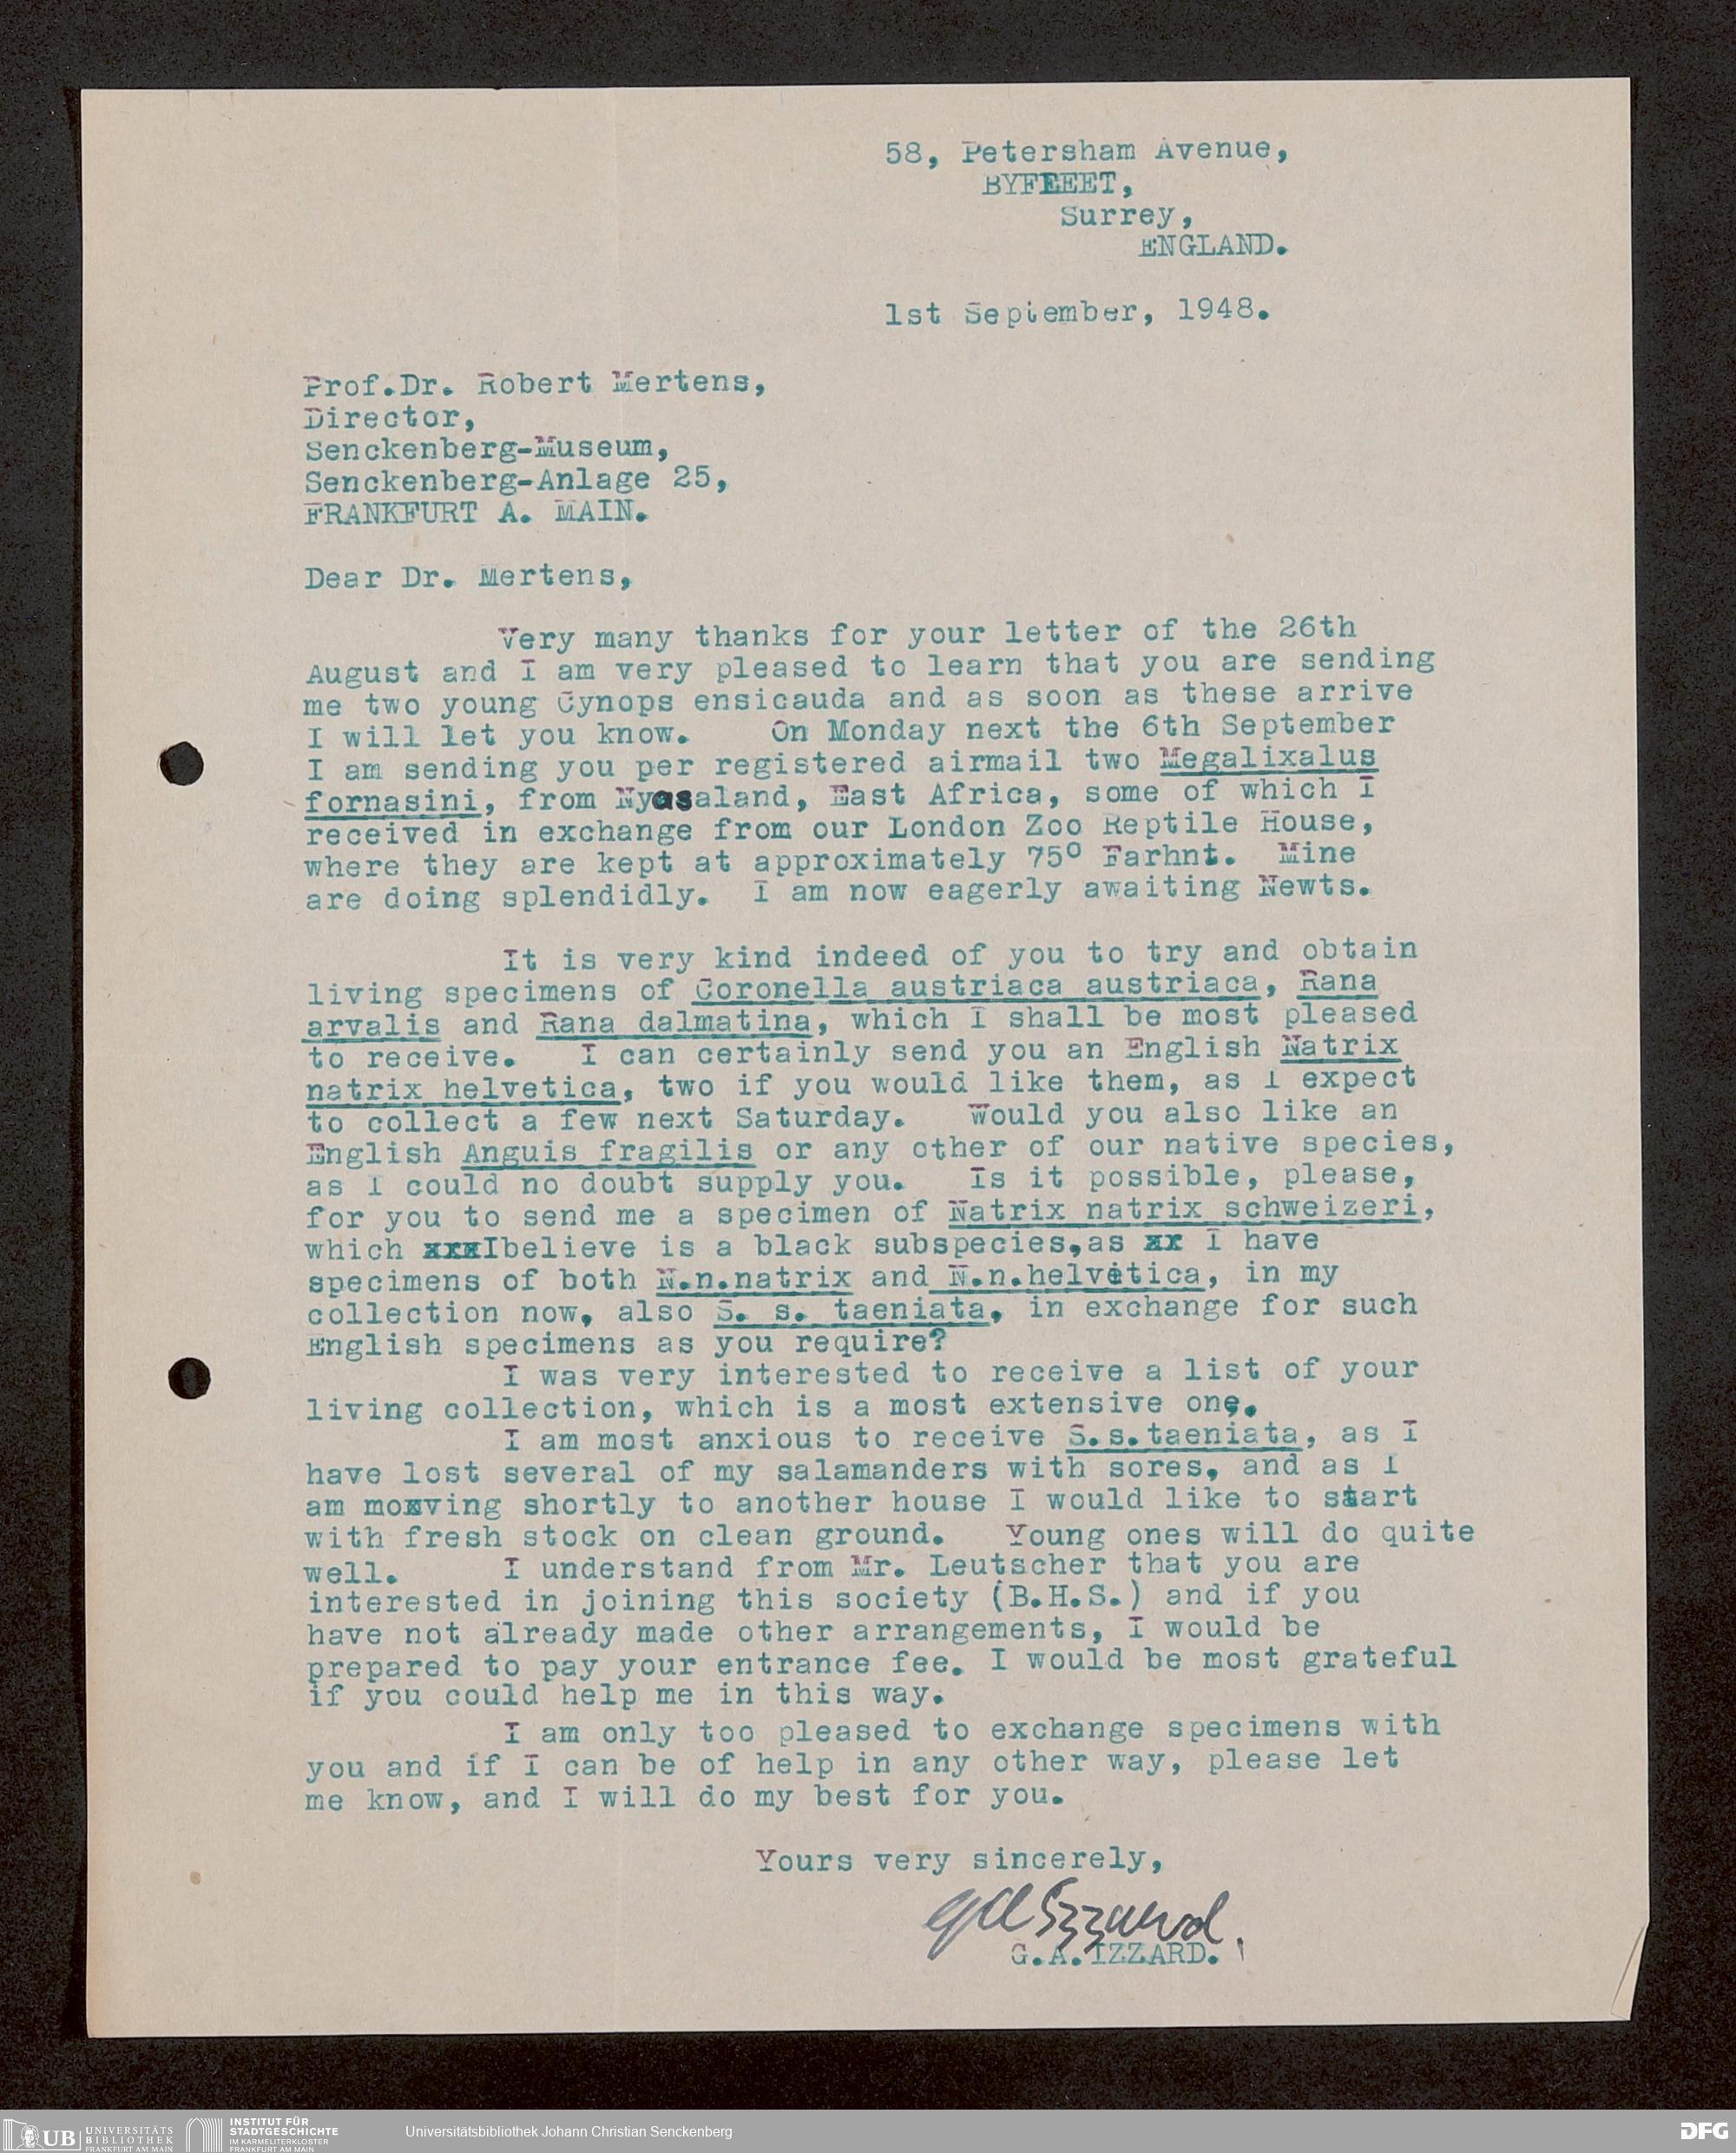 58, Petersham Avenue,
BYFEEET,
Surrey,
ENGLAND.
1st September, 1948.
Prof.Dr. Robert Mertens,
Director,
Senckenberg-Museum,
Senckenberg-Anlage 25,
FRANKFURT A. MAIN.
Dear Dr. Mertens,
Very many thanks for your letter of the 26th
August and I am very pleased to learn that you are sending
me two young Cynops ensicauda and as soon as these arrive
I will let you know. On Monday next the 6th September
I am sending you per registered airmail two Megalixalus
fornasini, from Nyasaland, East Africa, some of which I
received in exchange from our London Zoo Reptile House,
where they are kept at approximately 75° Farhnt. Mine
are doing splendidly. I am now eagerly awaiting Newts.
It is very kind indeed of you to try and obtain
living specimens of Coronella austriaca austriaca, Rana
arvalis and Rana dalmatina, which I shall be most pleased
to receive. I can certainly send you an English Natrix
natrix helvetica, two if you would like them, as I expect
to collect a few next Saturday. Would you also like an
English Anguis fragilis or any other of our native species,
as I could no doubt supply you. Is it possible, please,
for you to send me a specimen of Natrix natrix schweizeri,
which xxxIbelieve is a black subspecies,as xx I have
specimens of both N.n.natrix and N.n.helvetica, in my
collection now, also S. s. taeniata, in exchange for such
English specimens as you require?
I was very interested to receive a list of your
living collection, which is a most extensive one.
I am most anxious to receive S.s.taeniata, as I
have lost several of my salamanders with sores, and as I
am moxving shortly to another house I would like to start
with fresh stock on clean ground. Young ones will do quite
well. I understand from Mr. Leutscher that you are
interested in joining this society (B.H.S.) and if you
have not already made other arrangements, I would be
prepared to pay your entrance fee. I would be most grateful
if you could help me in this way.
I am only too pleased to exchange specimens with
you and if I can be of help in any other way, please let
me know, and I will do my best for you.
Yours very sincerely,
GA Izzard.
G.A.IZZARD.
UB UNIVERSITÄTS BIBLIOTHEK FRANKFURT AM MAIN
INSTITUT FÜR STADTGESCHICHTE IM KARMELITERKLOSTER FRANKFURT AM MAIN
Universitätsbibliothek Johann Christian Senckenberg
DFG